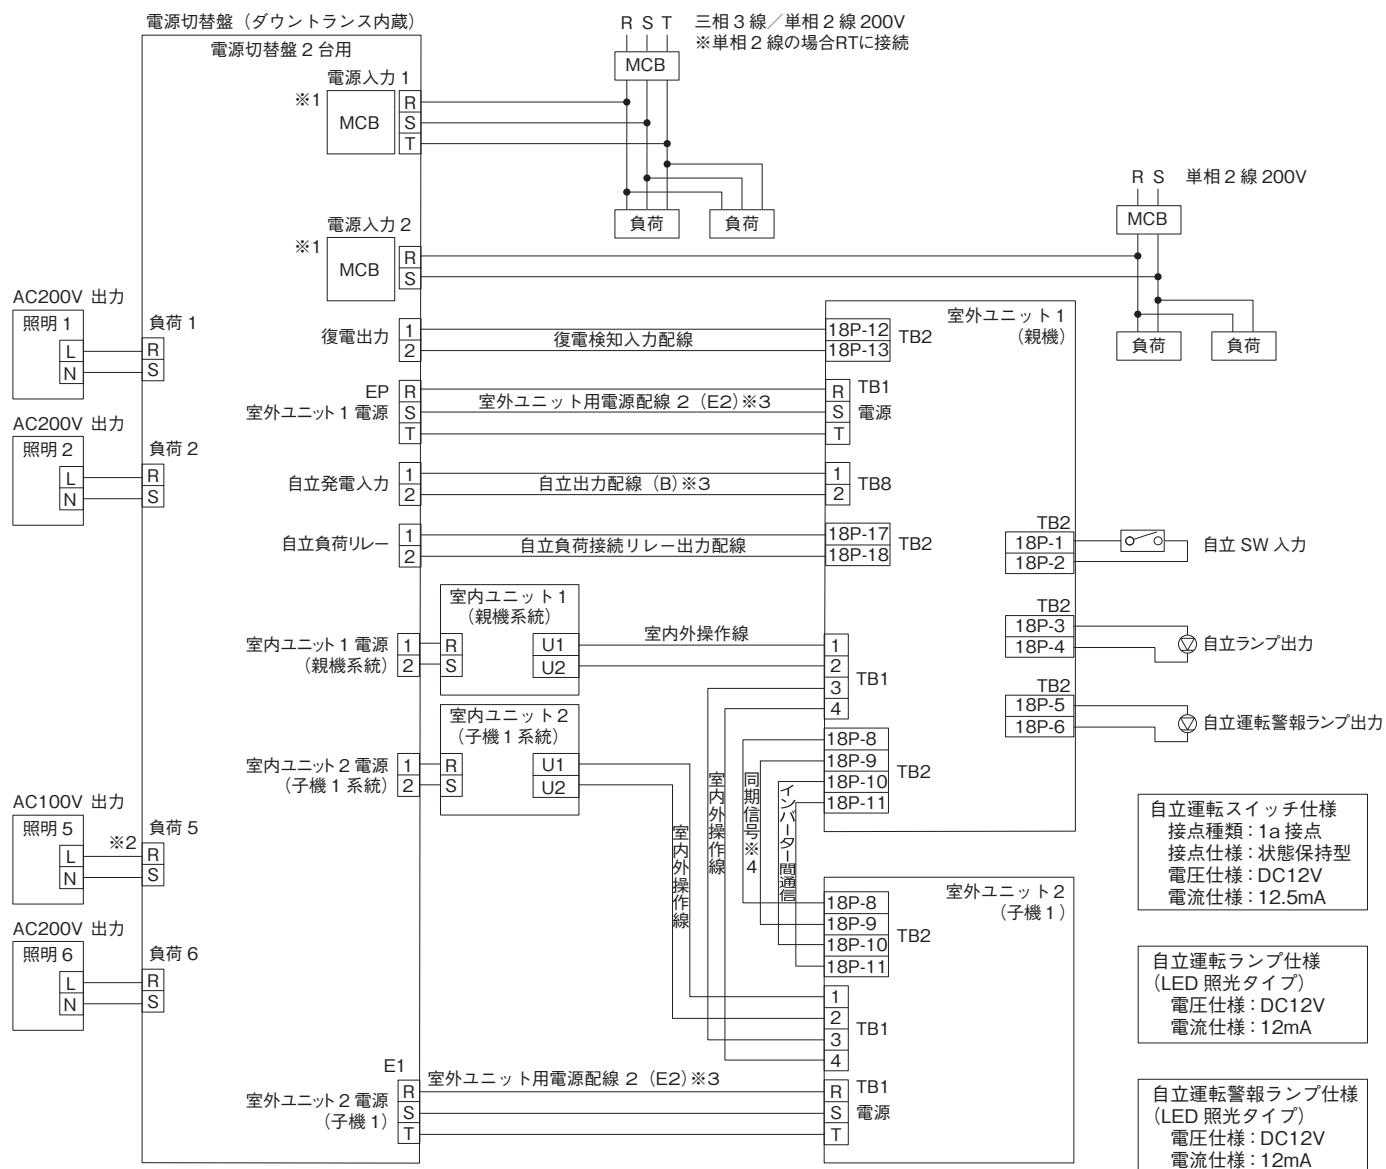 電源切替盤（ダウントランス内蔵）
電源切替盤２台用
電源入力１
※1
MCB
R
S
T
R S T
三相３線／単相２線 200V
※単相２線の場合RTに接続
MCB
負荷
負荷
電源入力２
※1
MCB
R
S
R S
単相２線 200V
MCB
負荷
負荷
AC200V 出力
照明１
L
N
負荷１
R
S
AC200V 出力
照明２
L
N
負荷２
R
S
AC100V 出力
照明５
L
N
※2
負荷５
R
S
AC200V 出力
照明６
L
N
負荷６
R
S
復電出力
1
2
復電検知入力配線
18P-12
18P-13
TB2
室外ユニット１
（親機）
EP
室外ユニット１電源
R
S
T
室外ユニット用電源配線２（E2）※3
R
S
T
TB1
電源
自立発電入力
1
2
自立出力配線（B）※3
1
2
TB8
自立負荷リレー
1
2
自立負荷接続リレー出力配線
18P-17
18P-18
TB2
TB2
18P-1
18P-2
自立 SW 入力
TB2
18P-3
18P-4
自立ランプ出力
TB2
18P-5
18P-6
自立運転警報ランプ出力
室内ユニット１
（親機系統）
室内ユニット１電源
（親機系統）
1
2
R
S
U1
U2
室内外操作線
1
2
3
4
TB1
室内ユニット２
（子機１系統）
室内ユニット２電源
（子機１系統）
1
2
R
S
U1
U2
18P-8
18P-9
18P-10
18P-11
TB2
室内外操作線
室内外操作線
同期信号※4
インバーター間通信
室外ユニット２
（子機１）
18P-8
18P-9
18P-10
18P-11
TB2
1
2
3
4
TB1
E1
室外ユニット２電源
（子機１）
R
S
T
室外ユニット用電源配線２（E2）※3
R
S
T
TB1
電源
自立運転スイッチ仕様
接点種類：1a 接点
接点仕様：状態保持型
電圧仕様：DC12V
電流仕様：12.5mA
自立運転ランプ仕様
（LED 照光タイプ）
電圧仕様：DC12V
電流仕様：12mA
自立運転警報ランプ仕様
（LED 照光タイプ）
電圧仕様：DC12V
電流仕様：12mA